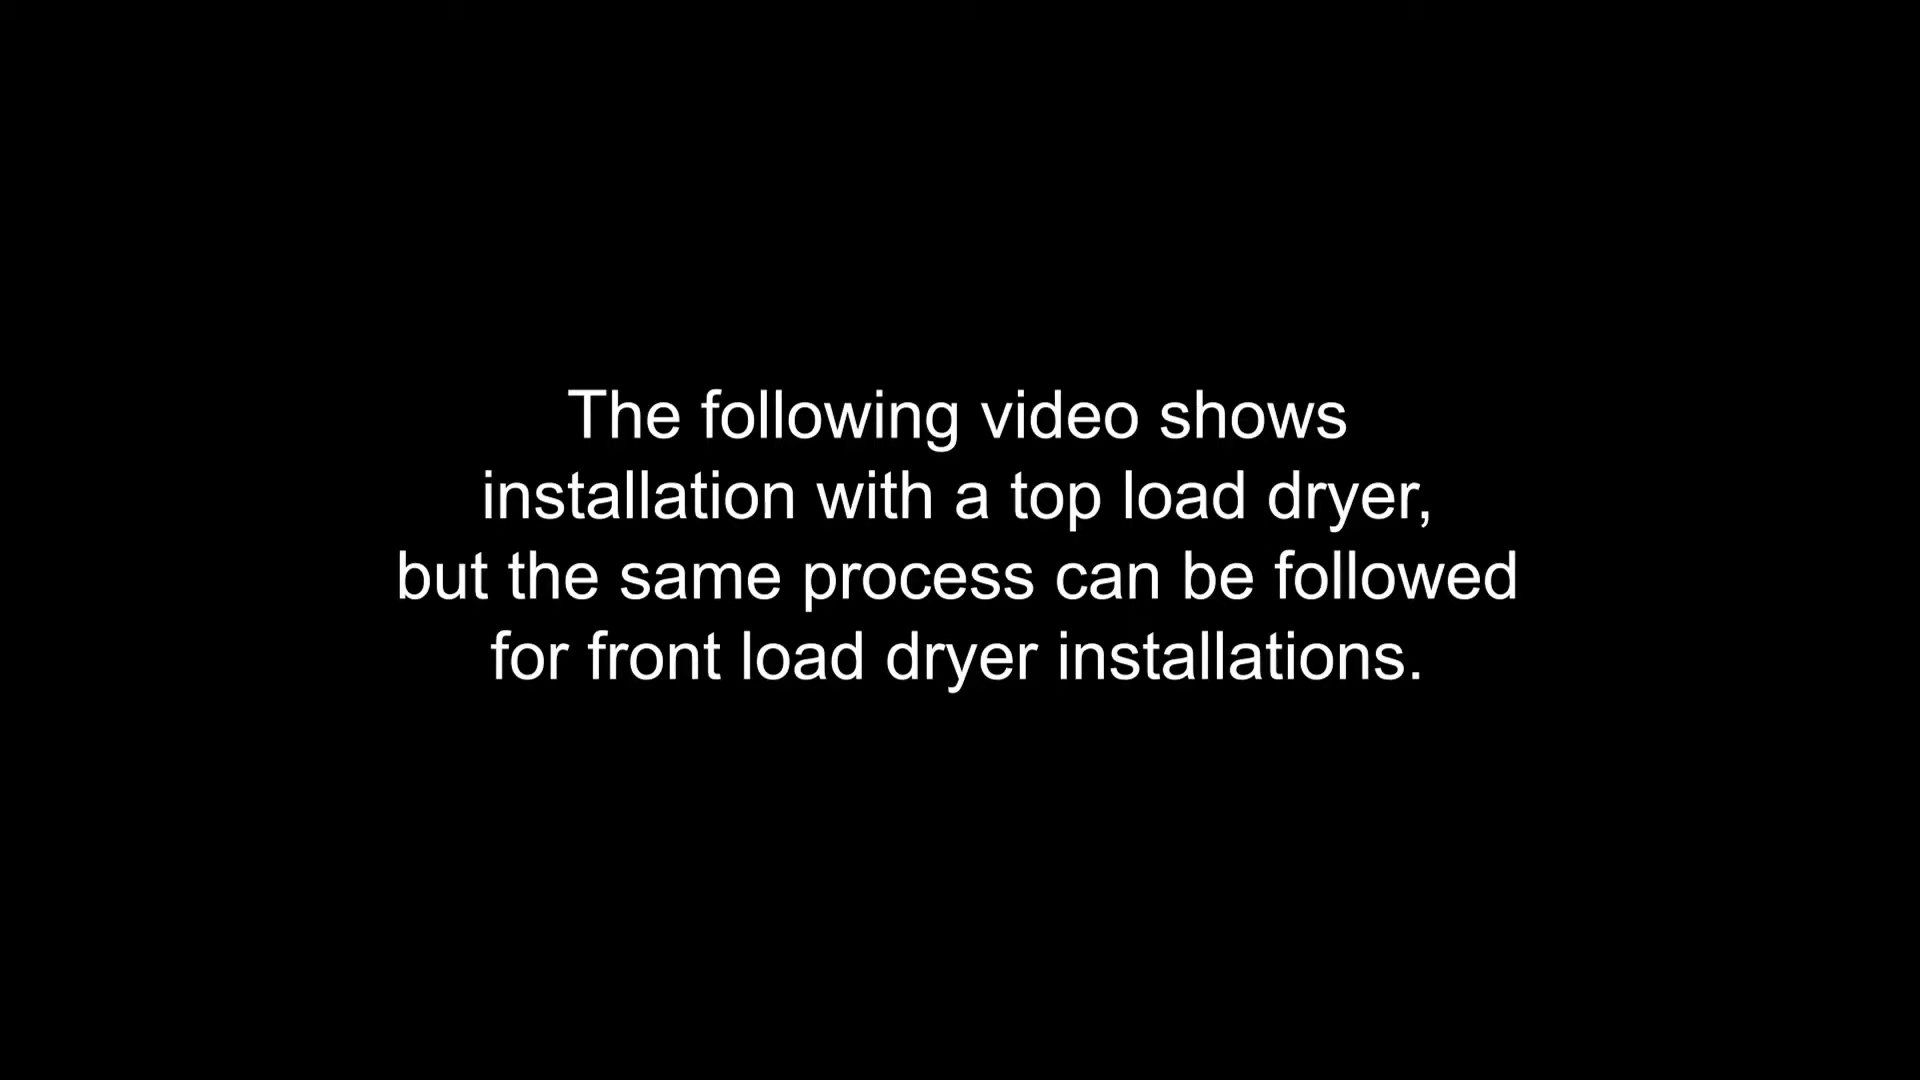 The following video shows
installation with a top load dryer,
but the same process can be followed
for front load dryer installations.